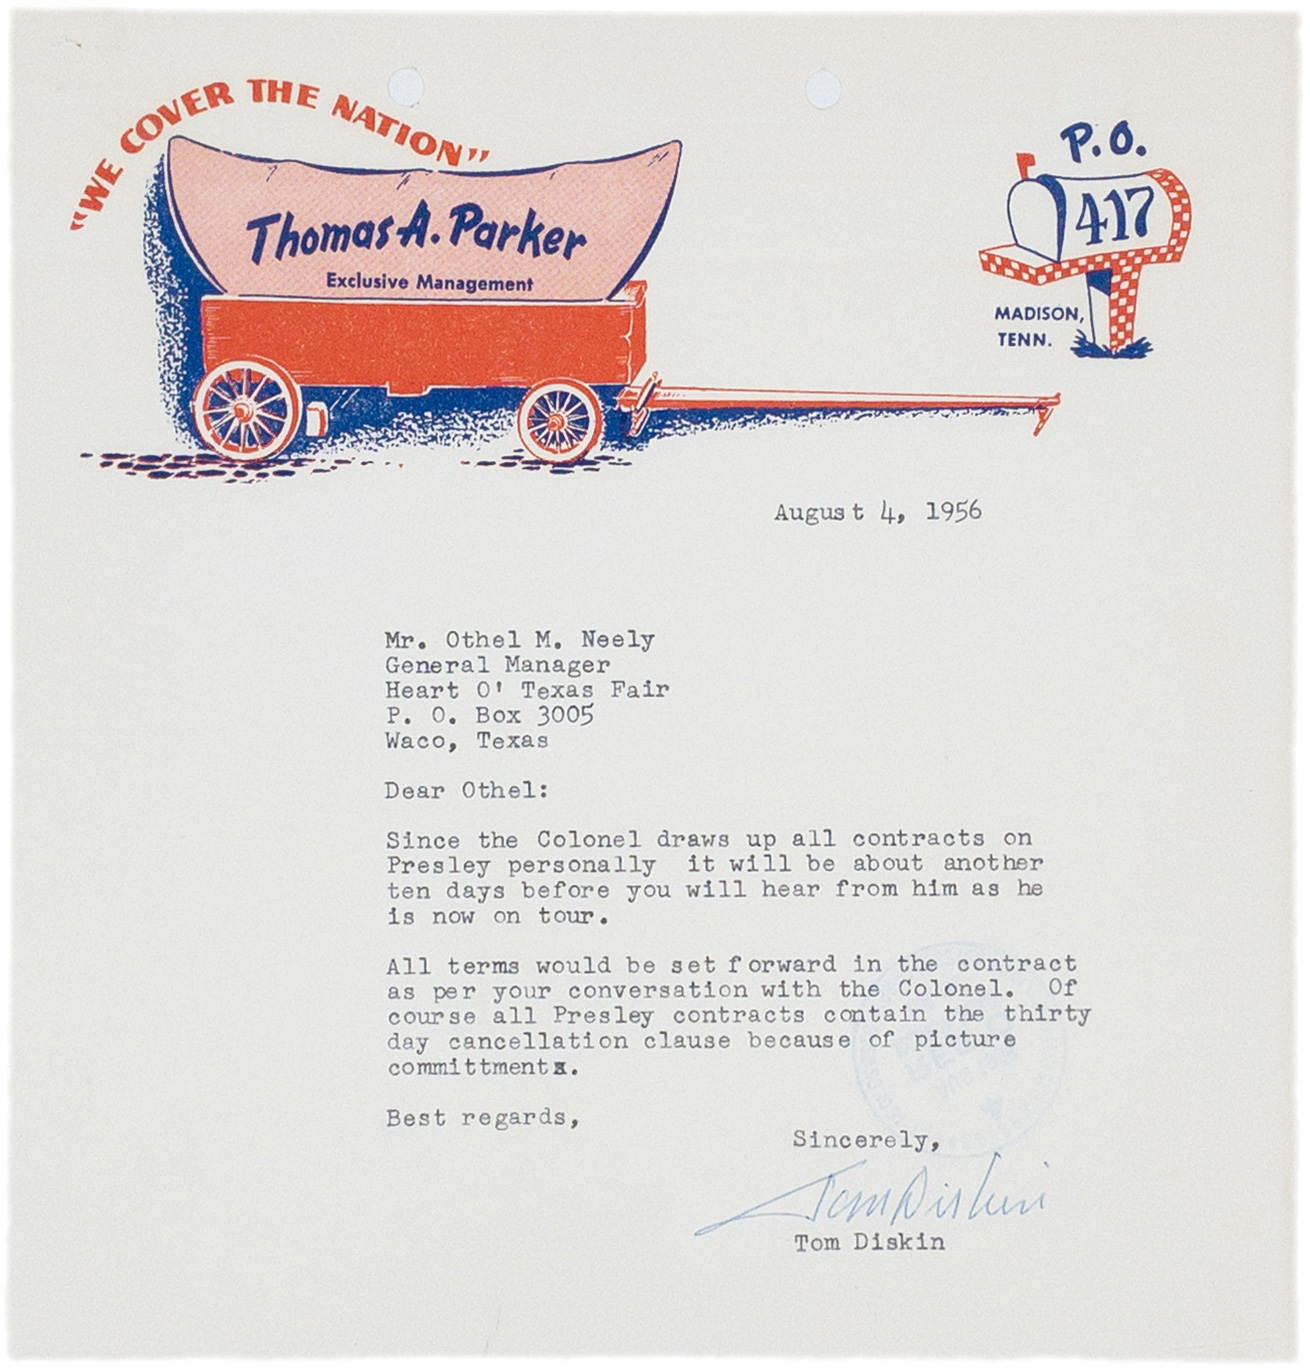 "WE COVER THE NATION"
Thomas A. Parker
Exclusive Management
P.O.
417
MADISON,
TENN.
August 4, 1956
Mr. Othel M. Neely
General Manager
Heart O' Texas Fair
P. O. Box 3005
Waco, Texas
Dear Othel:
Since the Colonel draws up all contracts on
Presley personally it will be about another
ten days before you will hear from him as he
is now on tour.
All terms would be set forward in the contract
as per your conversation with the Colonel. Of
course all Presley contracts contain the thirty
day cancellation clause because of picture
committments.
Best regards,
Sincerely,
Tom Diskin
Tom Diskin